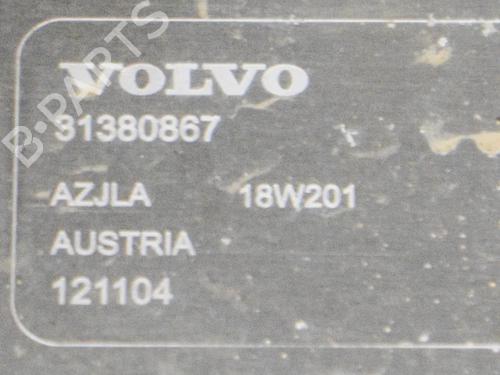 B-PARTS
VOLVO
31380867
AZJLA 18W201
AUSTRIA
121104